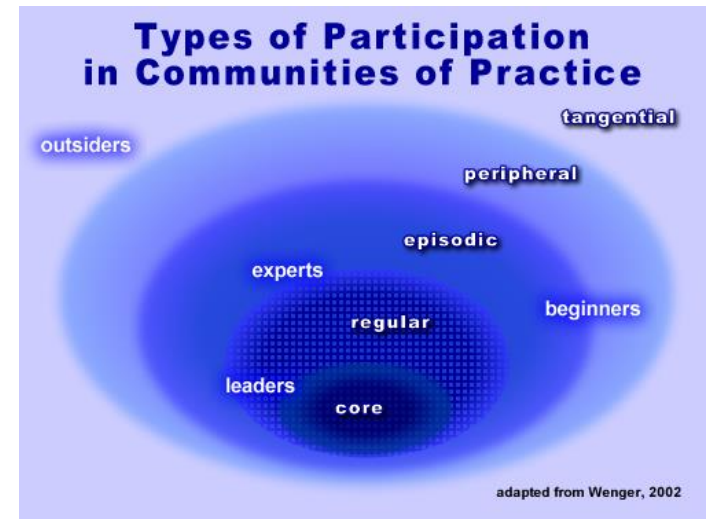 Types of Participation
in Communities of Practice
tangential
outsiders
peripheral
episodic
experts
beginners
regular
leaders
core
adapted from Wenger, 2002